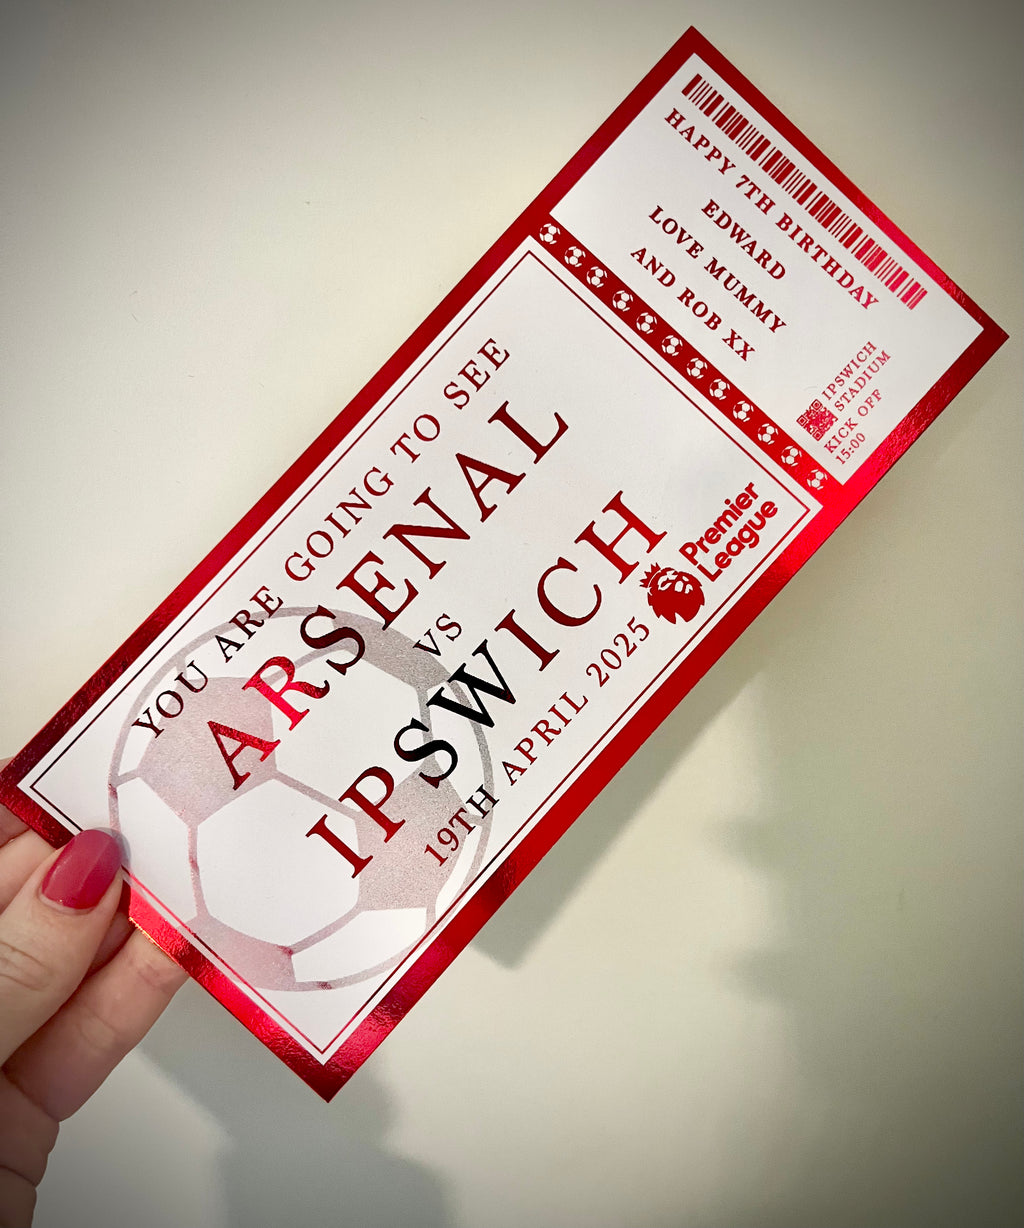 YOU ARE GOING TO SEE
ARSENAL
VS
IPSWICH
19TH APRIL 2025
Premier
League
HAPPY 7TH BIRTHDAY
EDWARD
LOVE MUMMY
AND ROB XX
IPSWICH
STADIUM
KICK OFF
15:00